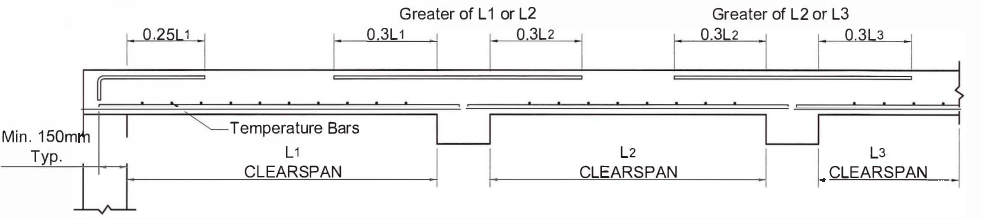 Greater of L1 or L2
Greater of L2 or L3
0.25L1
0.3L1
0.3L2
0.3L2
0.3L3
Temperature Bars
Min. 150mm
Typ.
L1
CLEARSPAN
L2
CLEARSPAN
L3
CLEARSPAN